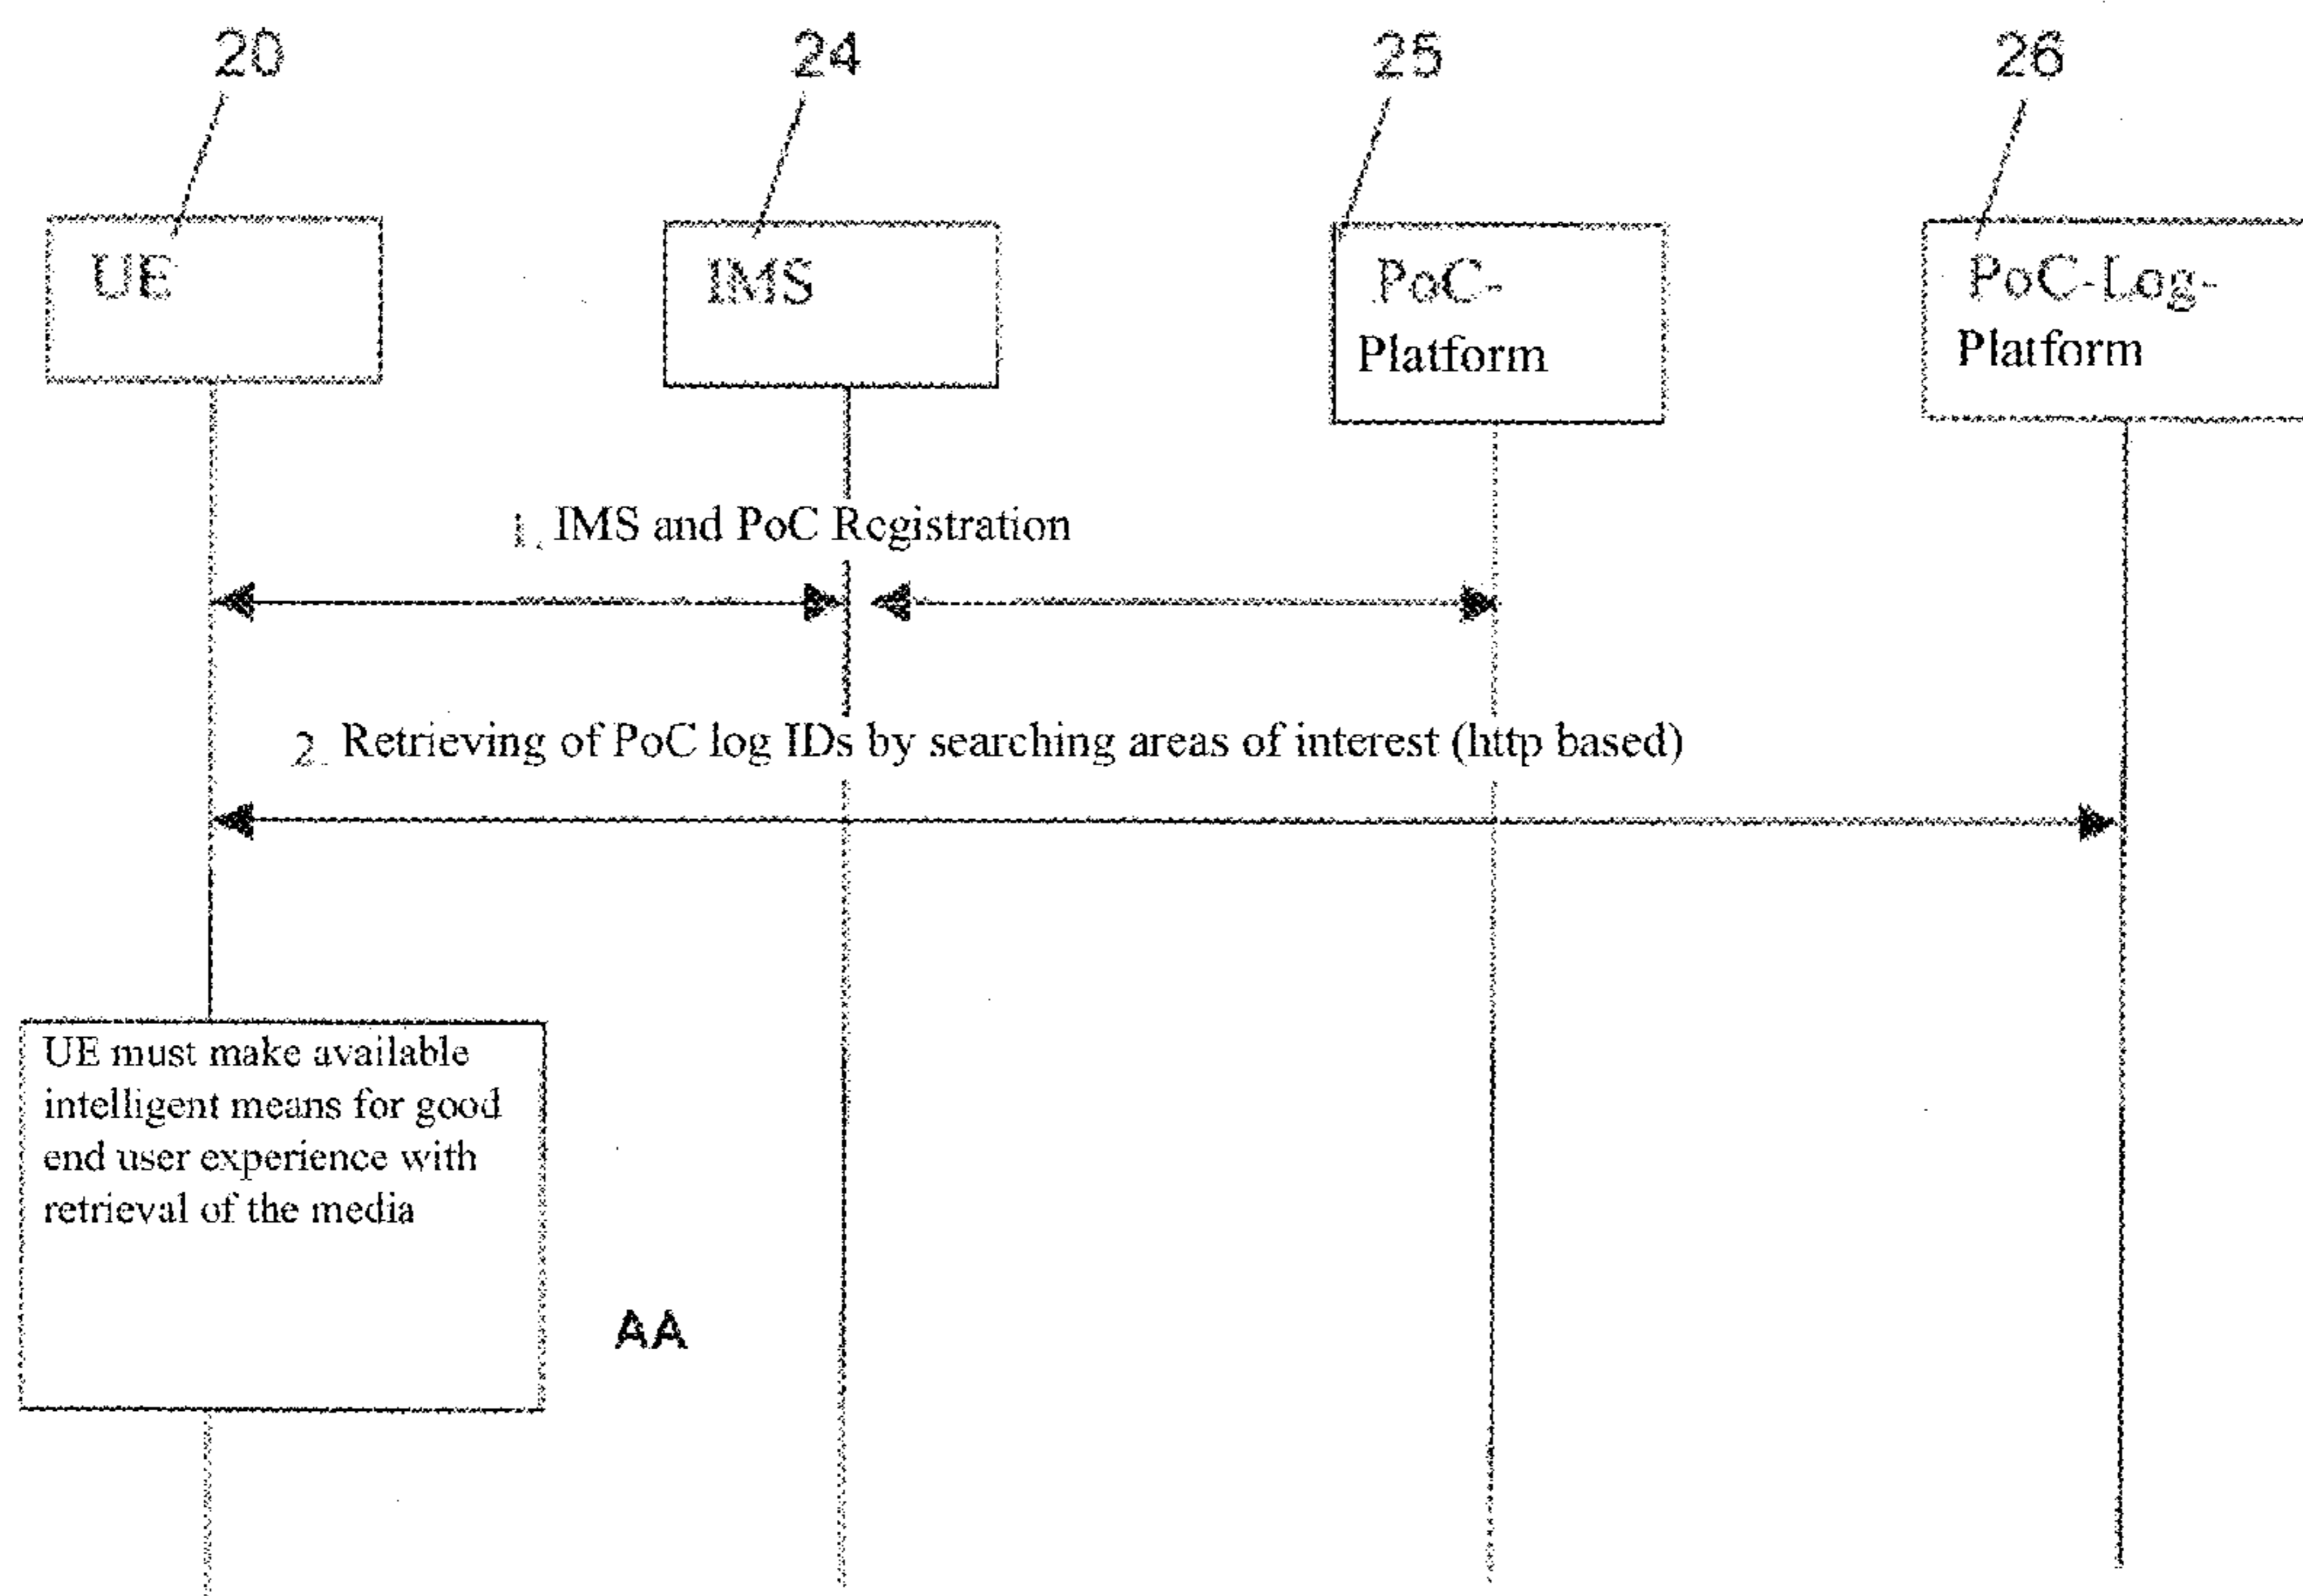 20
24
25
26
UE
IMS
PoC-
Platform
PoC-Log-
Platform
1. IMS and PoC Registration
2. Retrieving of PoC log IDs by searching areas of interest (http based)
UE must make available
intelligent means for good
end user experience with
retrieval of the media
AA